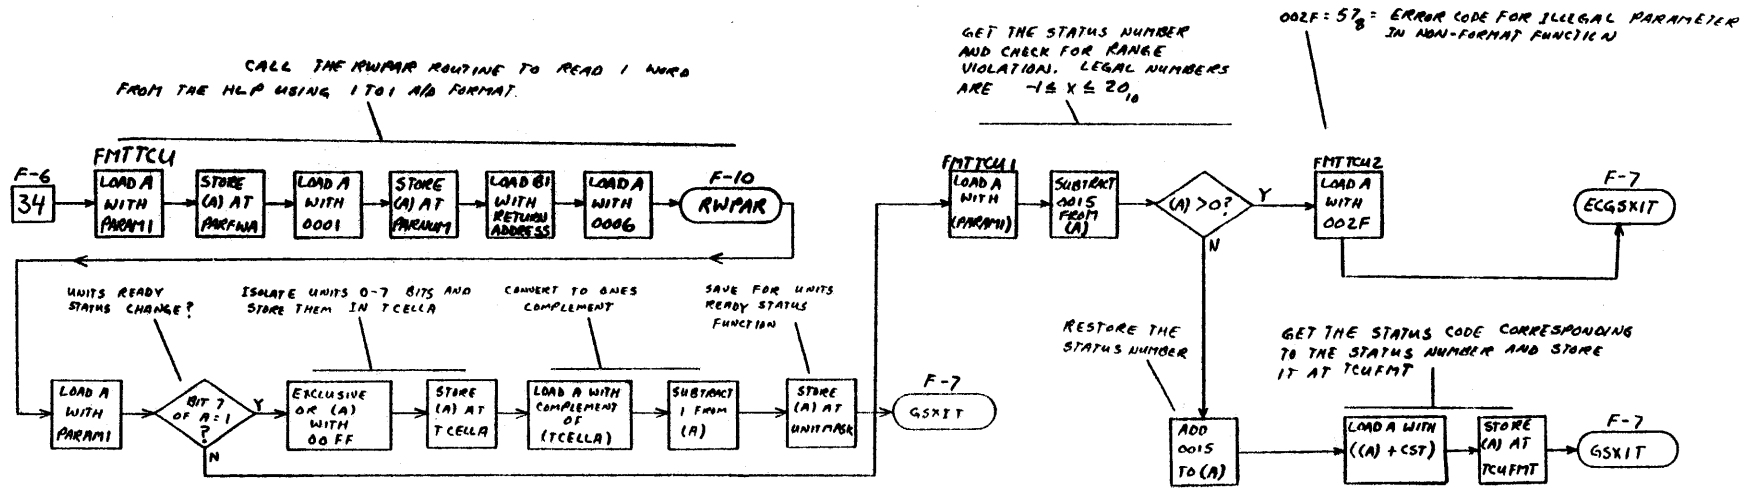 CALL THE RWPAR ROUTINE TO READ 1 WORD
FROM THE HLP USING 1 TO 1 A/D FORMAT.
F-6
34
FMTTCU
LOAD A
WITH
PARAM1
STORE
(A) AT
PARFWA
LOAD A
WITH
0001
STORE
(A) AT
PARNUM
LOAD B1
WITH
RETURN
ADDRESS
LOAD A
WITH
0006
F-10
RWPAR
UNITS READY
STATUS CHANGE?
LOAD A
WITH
PARAM1
BIT 7
OF A = 1
?
Y
N
ISOLATE UNITS 0-7 BITS AND
STORE THEM IN TCELLA
EXCLUSIVE
OR (A)
WITH
00FF
STORE
(A) AT
TCELLA
CONVERT TO ONES
COMPLEMENT
LOAD A WITH
COMPLEMENT
OF
(TCELLA)
SUBTRACT
1 FROM
(A)
SAVE FOR UNITS
READY STATUS
FUNCTION
STORE
(A) AT
UNITMASK
F-7
GSXIT
GET THE STATUS NUMBER
AND CHECK FOR RANGE
VIOLATION. LEGAL NUMBERS
ARE -1 ≤ X ≤ 20₁₀
FMTTCU1
LOAD A
WITH
(PARAM1)
SUBTRACT
0015
FROM
(A)
(A) > 0?
Y
N
002F = 57₈ = ERROR CODE FOR ILLEGAL PARAMETER
IN NON-FORMAT FUNCTION
FMTTCU2
LOAD A
WITH
002F
F-7
ECGSXIT
RESTORE THE
STATUS NUMBER
ADD
0015
TO (A)
GET THE STATUS CODE CORRESPONDING
TO THE STATUS NUMBER AND STORE
IT AT TCUFMT
LOAD A WITH
((A) + CST)
STORE
(A) AT
TCUFMT
F-7
GSXIT